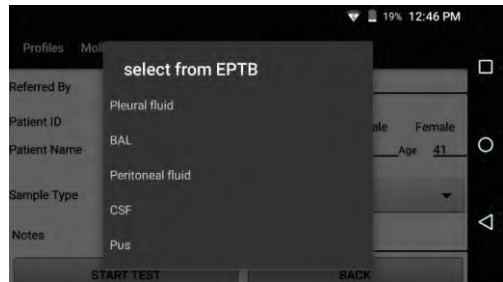 19% 12:46 PM
Profiles Mol
select from EPTB
Referred By
Pleural fluid
Patient ID
ale Female
BAL
Patient Name
Age 41
Peritoneal fluid
Sample Type
CSF
Notes
Pus
START TEST BACK